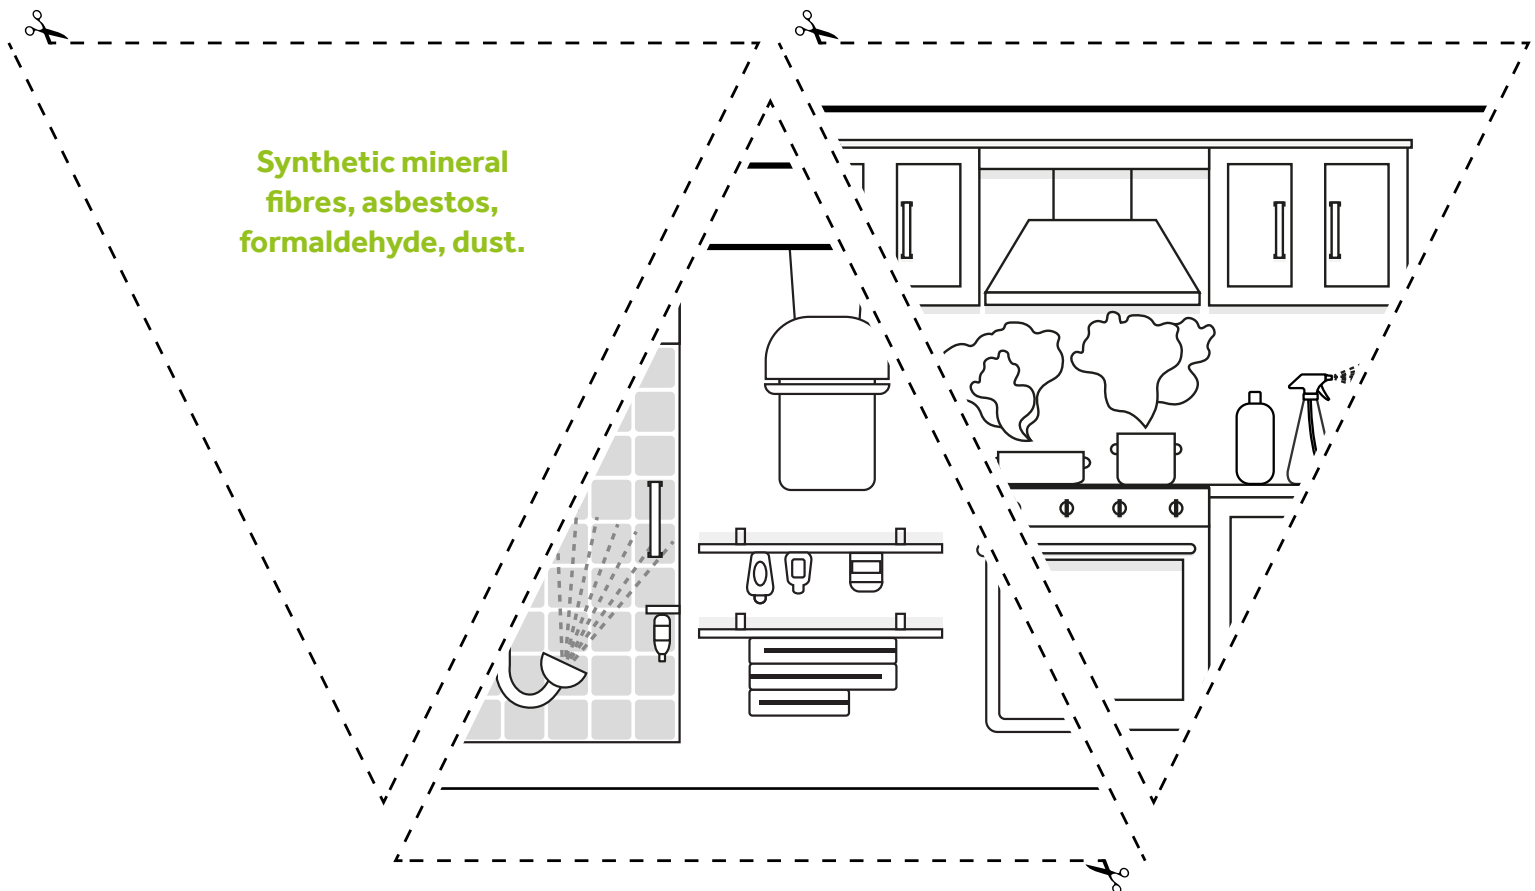 Synthetic mineral
fibres, asbestos,
formaldehyde, dust.